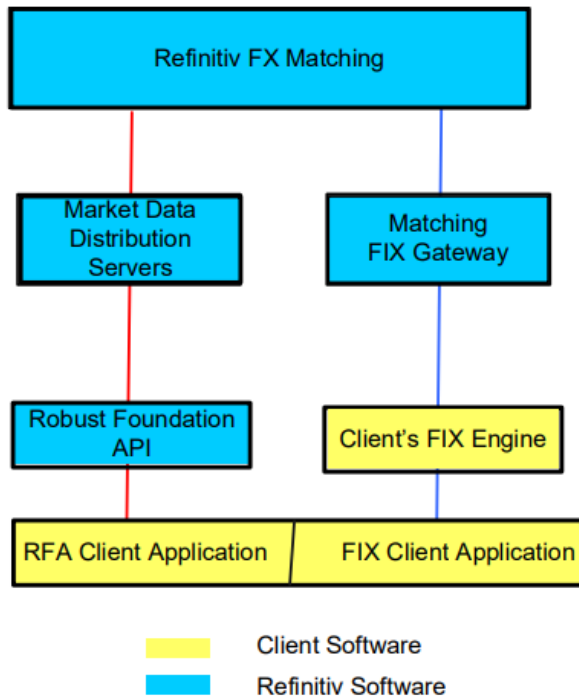 Refinitiv FX Matching
Market Data
Distribution
Servers
Matching
FIX Gateway
Robust Foundation
API
Client's FIX Engine
RFA Client Application
FIX Client Application
Client Software
Refinitiv Software